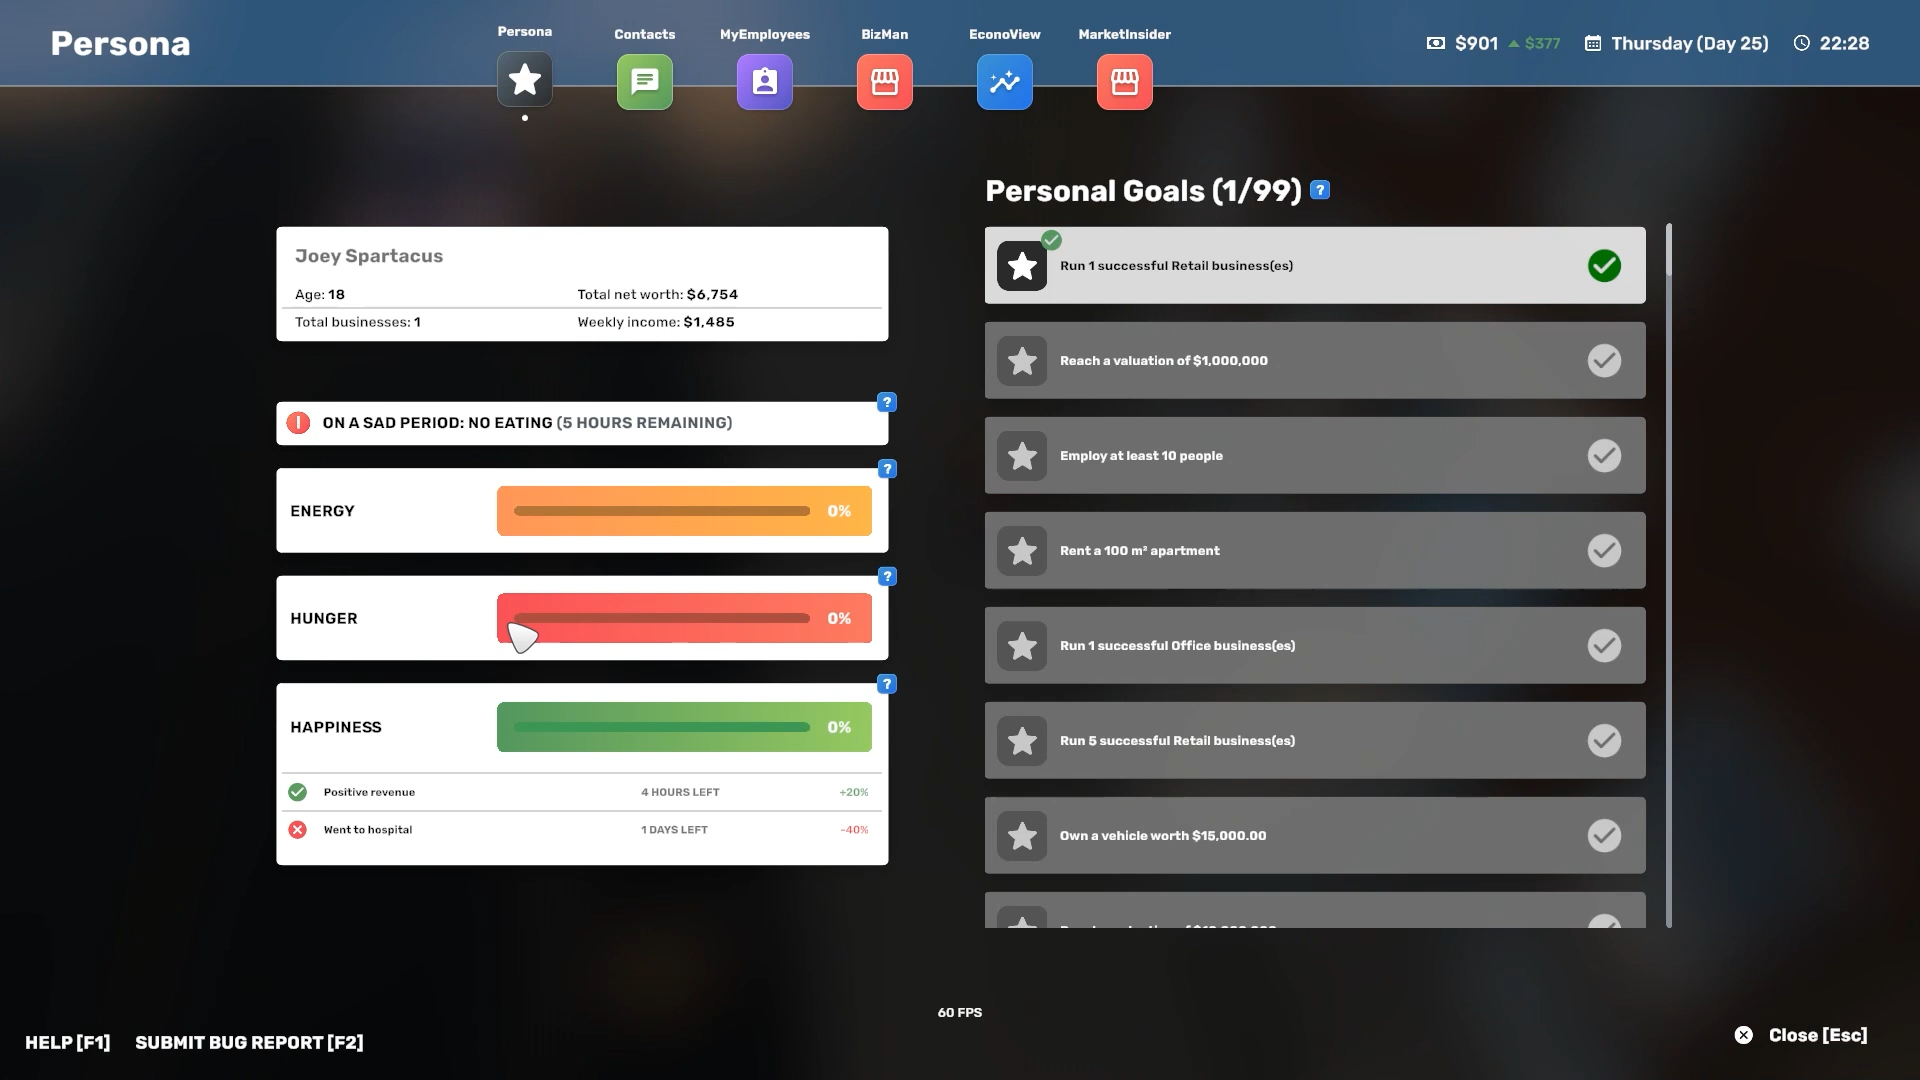 Persona
Persona
Contacts
MyEmployees
BizMan
EconoView
MarketInsider
$901 $377
Thursday (Day 25)
22:28
Joey Spartacus
Age: 18
Total net worth: $6,754
Total businesses: 1
Weekly income: $1,485
ON A SAD PERIOD: NO EATING (5 HOURS REMAINING)
?
ENERGY
0%
?
HUNGER
0%
?
HAPPINESS
0%
?
Positive revenue
4 HOURS LEFT
+20%
Went to hospital
1 DAYS LEFT
-40%
Personal Goals (1/99) ?
Run 1 successful Retail business(es)
Reach a valuation of $1,000,000
Employ at least 10 people
Rent a 100 m² apartment
Run 1 successful Office business(es)
Run 5 successful Retail business(es)
Own a vehicle worth $15,000.00
60 FPS
HELP [F1]
SUBMIT BUG REPORT [F2]
Close [Esc]